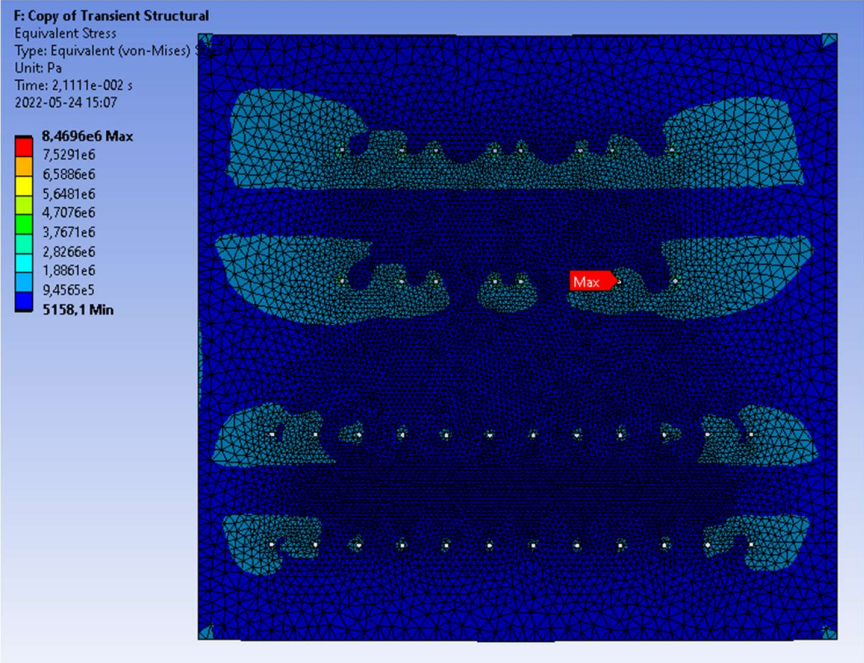 F: Copy of Transient Structural
Equivalent Stress
Type: Equivalent (von-Mises) S
Unit: Pa
Time: 2,1111e-002 s
2022-05-24 15:07
8,4696e6 Max
7,5291e6
6,5886e6
5,6481e6
4,7076e6
3,7671e6
2,8266e6
1,8861e6
9,4565e5
5158,1 Min
Max